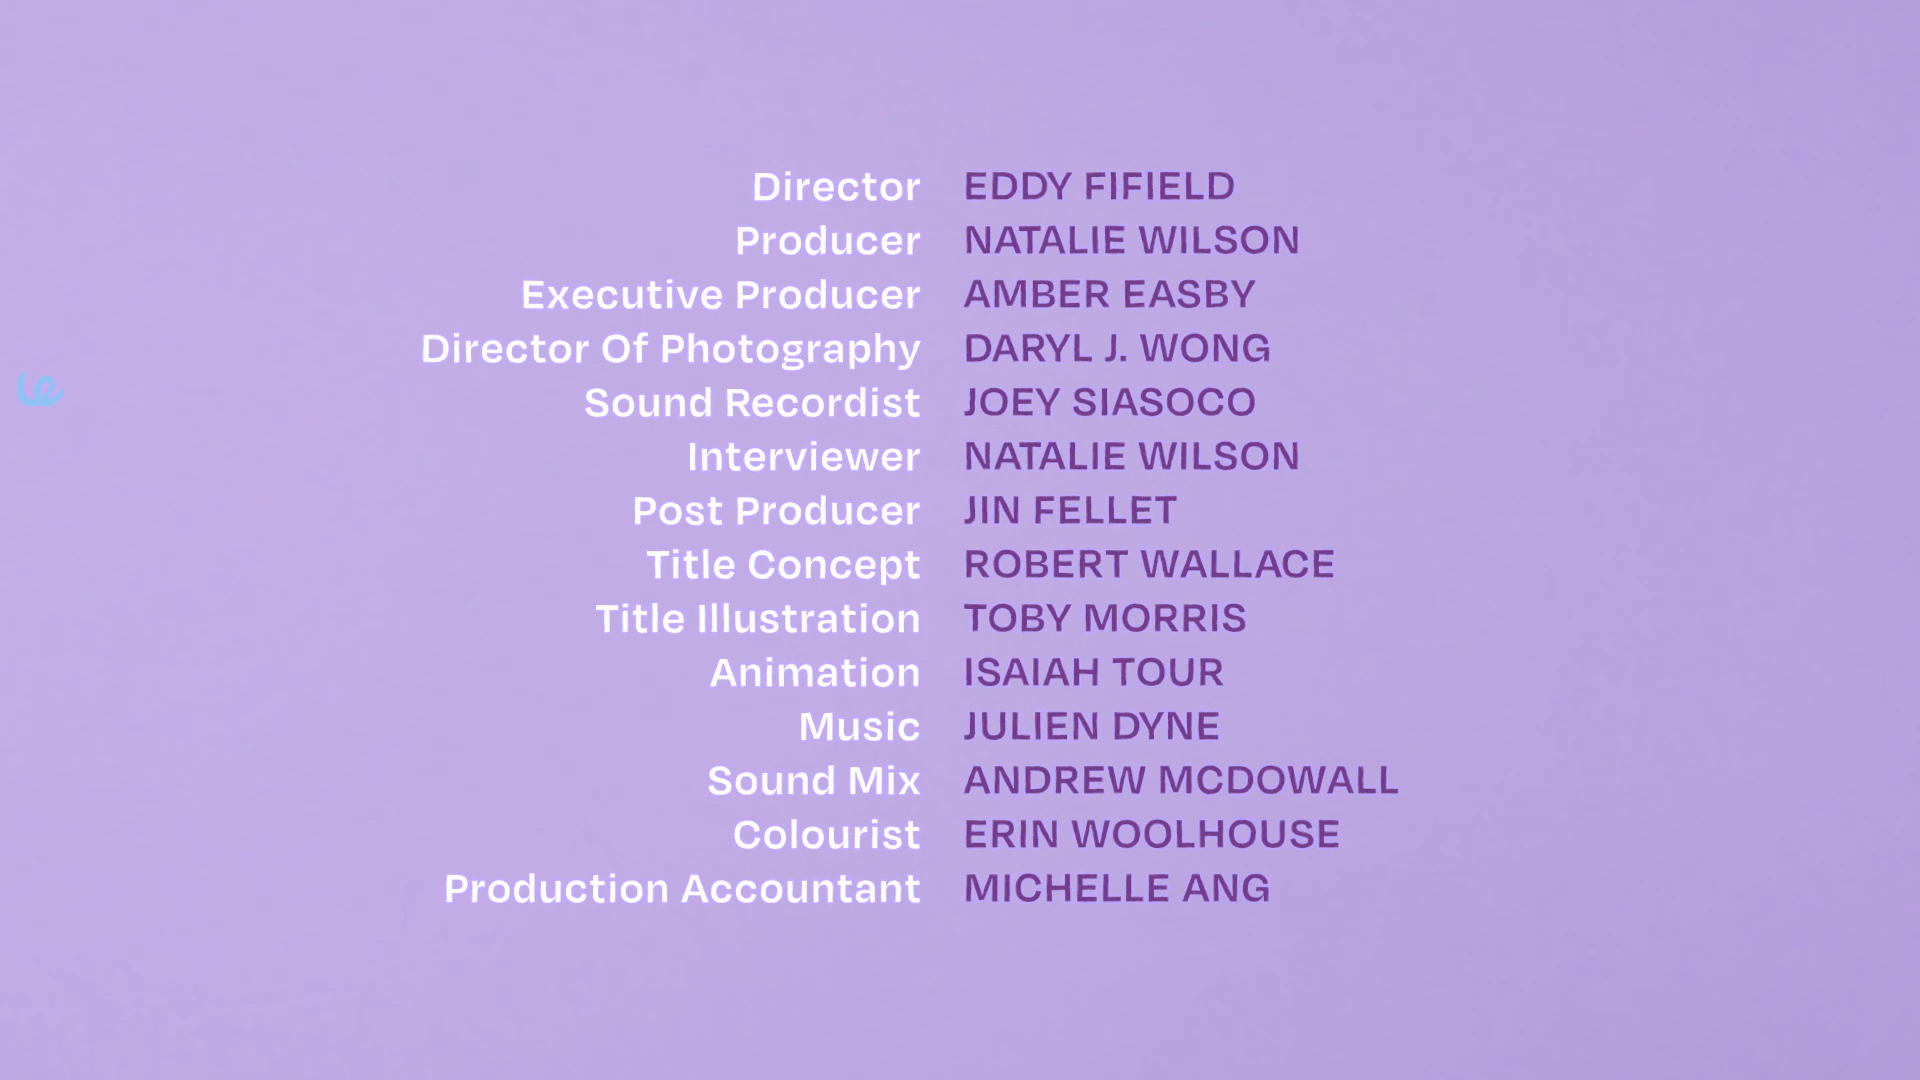 Director EDDY FIFIELD
Producer NATALIE WILSON
Executive Producer AMBER EASBY
Director Of Photography DARYL J. WONG
Sound Recordist JOEY SIASOCO
Interviewer NATALIE WILSON
Post Producer JIN FELLET
Title Concept ROBERT WALLACE
Title Illustration TOBY MORRIS
Animation ISAIAH TOUR
Music JULIEN DYNE
Sound Mix ANDREW MCDOWALL
Colourist ERIN WOOLHOUSE
Production Accountant MICHELLE ANG